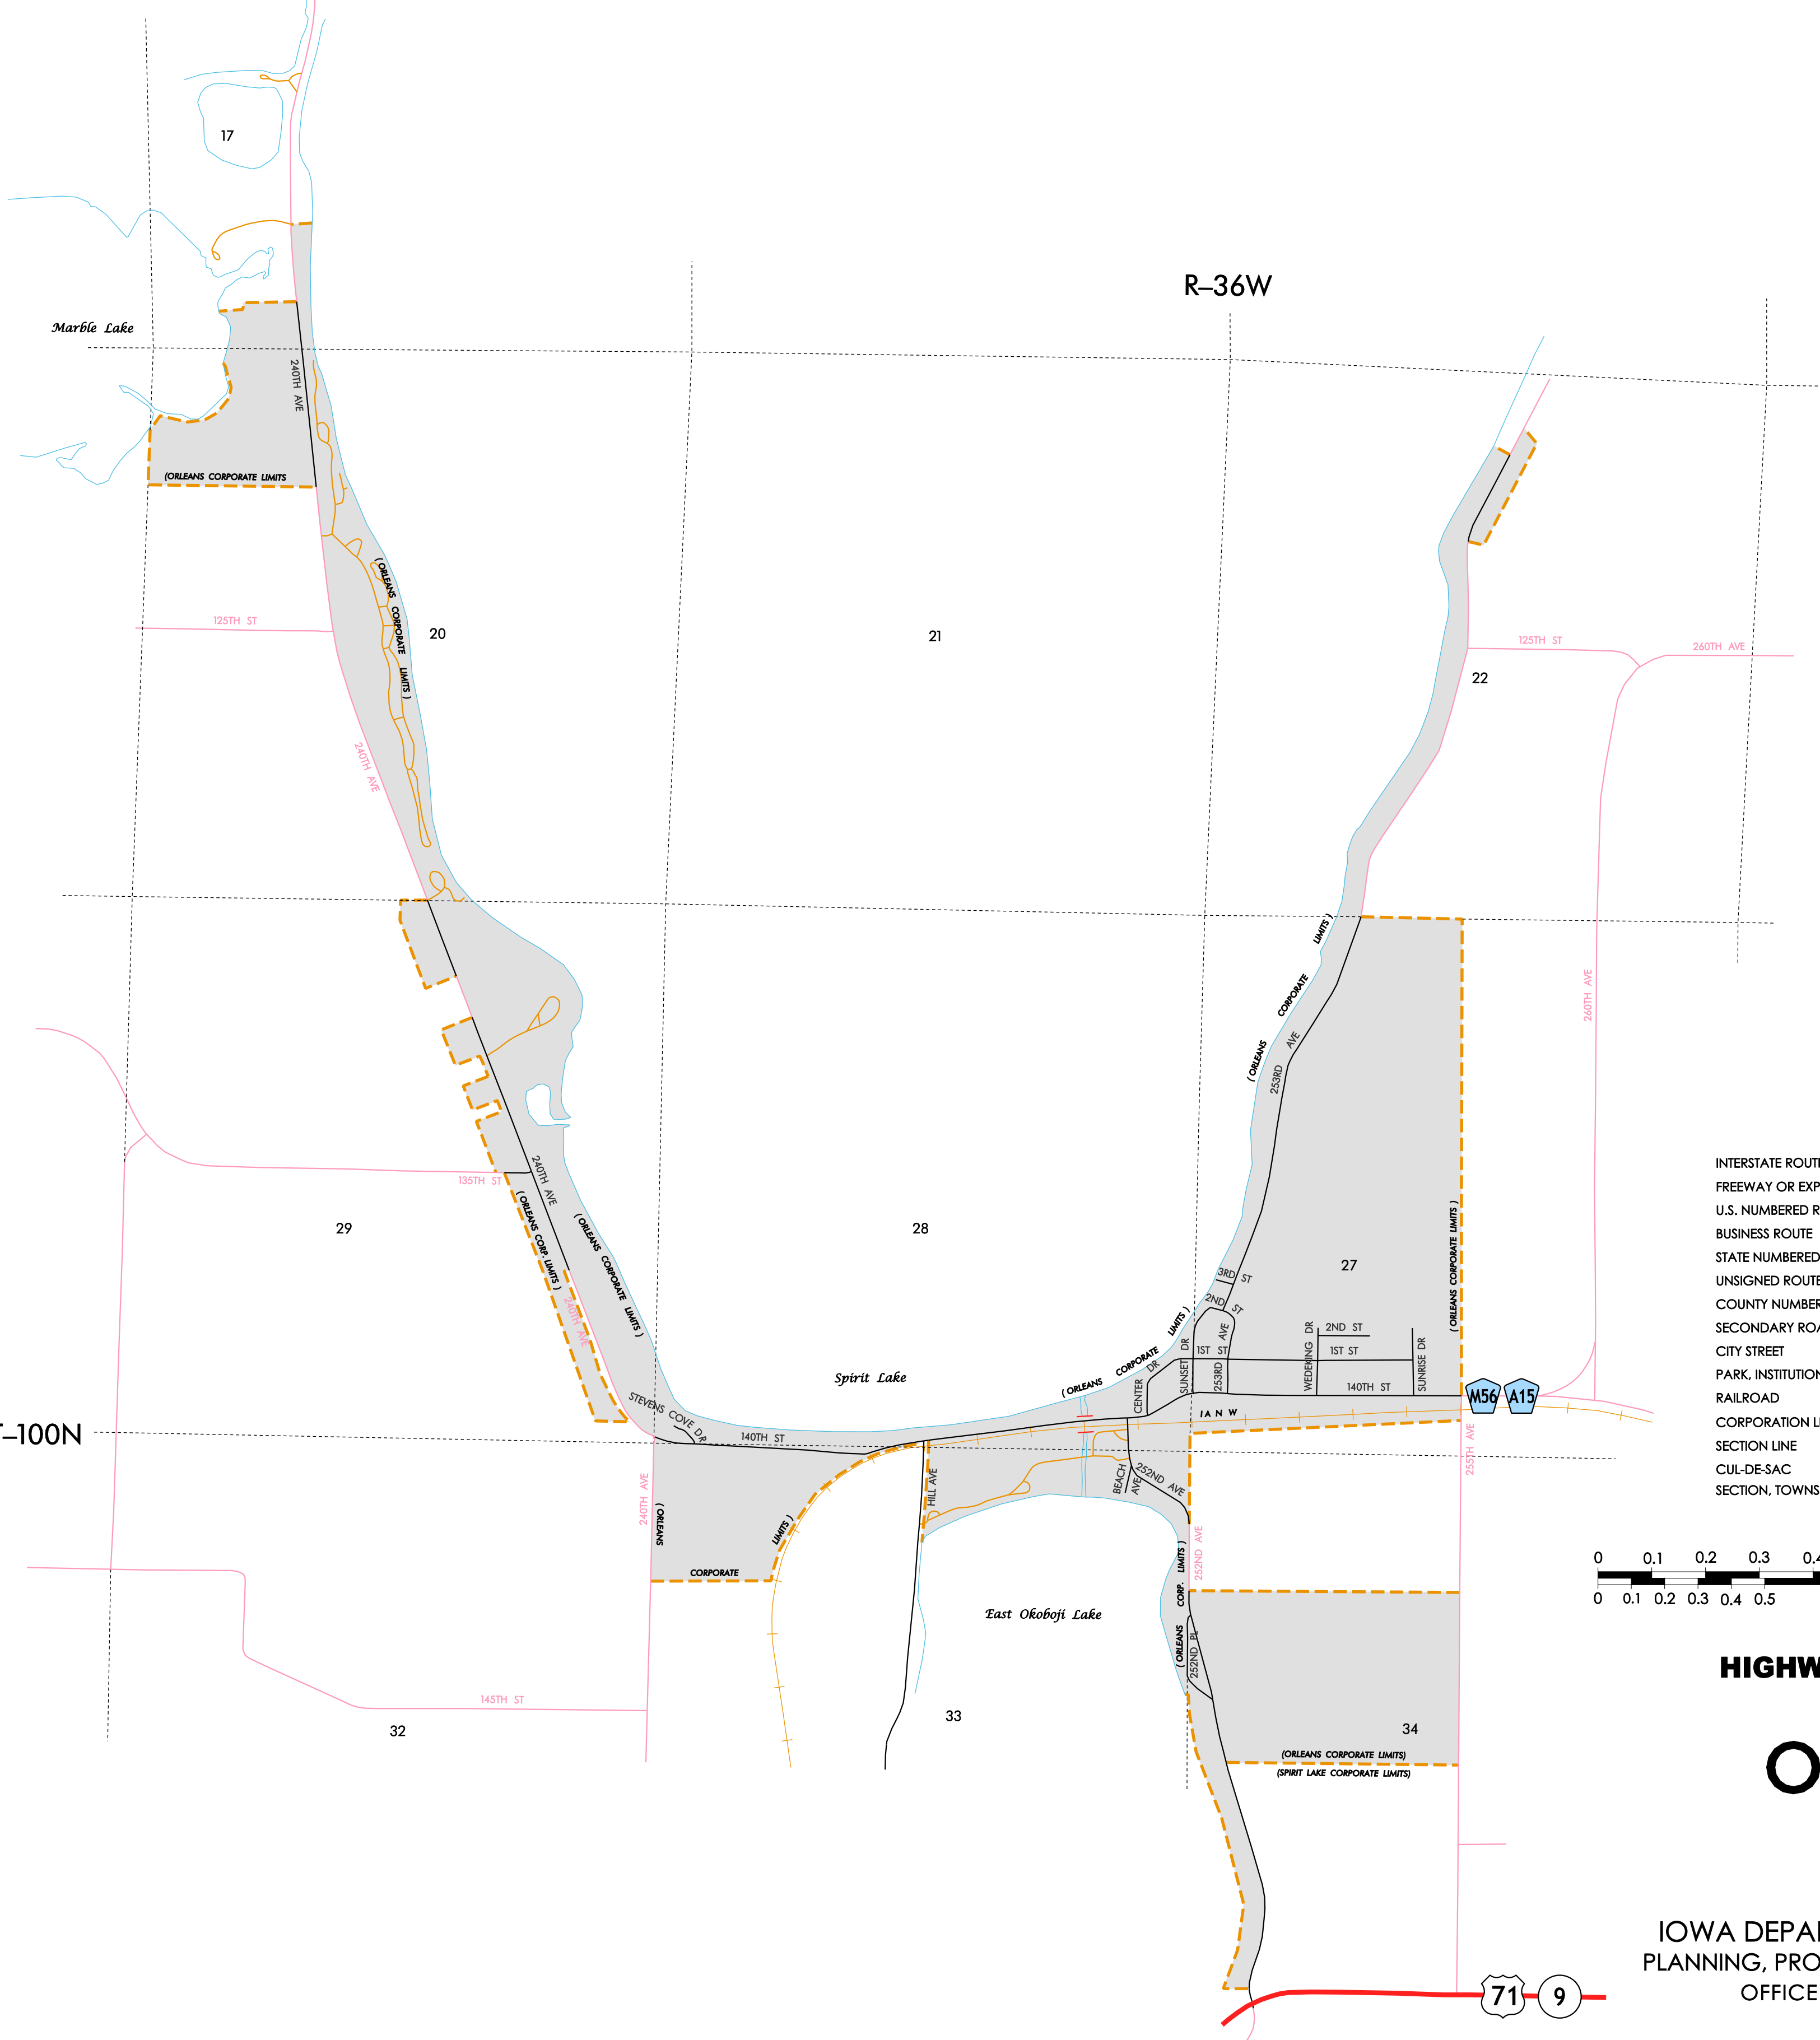 17
R–36W
Marble Lake
240TH AVE
(ORLEANS CORPORATE LIMITS
( ORLEANS CORPORATE LIMITS )
125TH ST
20
21
125TH ST
260TH AVE
22
240TH AVE
( ORLEANS CORPORATE LIMITS )
253RD AVE
260TH AVE
135TH ST
240TH AVE
( ORLEANS CORP. LIMITS )
( ORLEANS CORPORATE LIMITS )
29
28
27
( ORLEANS CORPORATE LIMITS )
240TH AVE
3RD ST
2ND ST
253RD AVE
1ST ST
SUNSET DR
CENTER DR
WEDEKING DR
2ND ST
1ST ST
SUNRISE DR
140TH ST
M56
A15
( ORLEANS CORPORATE LIMITS )
Spirit Lake
STEVENS COVE DR
140TH ST
IANW
255TH AVE
–100N
240TH AVE
( ORLEANS CORPORATE LIMITS )
HILL AVE
BEACH AVE
252ND AVE
252ND AVE
( ORLEANS CORP. LIMITS )
252ND PL
East Okoboji Lake
145TH ST
32
33
34
(ORLEANS CORPORATE LIMITS)
(SPIRIT LAKE CORPORATE LIMITS)
71
9
INTERSTATE ROUT
FREEWAY OR EXP
U.S. NUMBERED R
BUSINESS ROUTE
STATE NUMBERED
UNSIGNED ROUT
COUNTY NUMBER
SECONDARY ROA
CITY STREET
PARK, INSTITUTION
RAILROAD
CORPORATION LI
SECTION LINE
CUL-DE-SAC
SECTION, TOWNS
0 0.1 0.2 0.3 0.4
0 0.1 0.2 0.3 0.4 0.5
HIGHW
O
IOWA DEPA
PLANNING, PRO
OFFICE